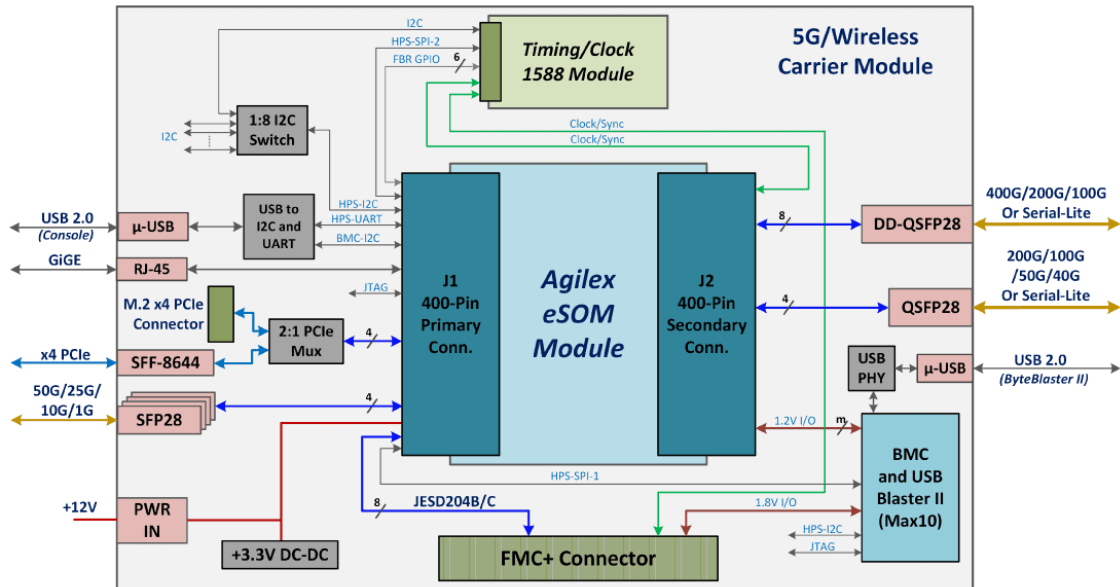 5G/Wireless
Carrier Module
I2C
HPS-SPI-2
FBR GPIO
6
Timing/Clock
1588 Module
1:8 I2C
Switch
I2C
Clock/Sync
Clock/Sync
HPS-I2C
HPS-UART
BMC-I2C
USB 2.0
(Console)
µ-USB
USB to
I2C and
UART
GiGE
RJ-45
JTAG
M.2 x4 PCIe
Connector
2:1 PCIe
Mux
4
x4 PCIe
SFF-8644
50G/25G/
10G/1G
SFP28
4
J1
400-Pin
Primary
Conn.
Agilex
eSOM
Module
J2
400-Pin
Secondary
Conn.
8
DD-QSFP28
400G/200G/100G
Or Serial-Lite
4
QSFP28
200G/100G
/50G/40G
Or Serial-Lite
USB
PHY
µ-USB
USB 2.0
(ByteBlaster II)
1.2V I/O
m
BMC
and USB
Blaster II
(Max10)
HPS-SPI-1
1.8V I/O
HPS-I2C
JTAG
8
JESD204B/C
+12V
PWR
IN
+3.3V DC-DC
FMC+ Connector